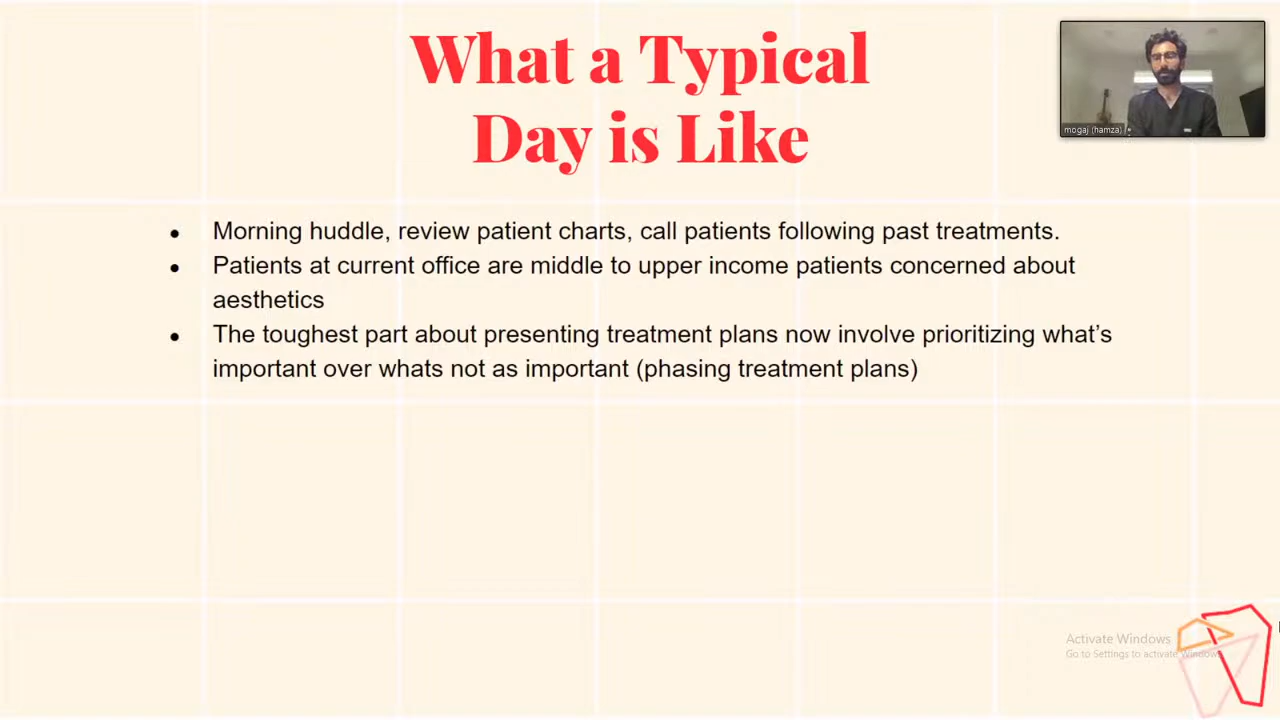 What a Typical
Day is Like
mogaj (hamza)
● Morning huddle, review patient charts, call patients following past treatments.
● Patients at current office are middle to upper income patients concerned about
aesthetics
● The toughest part about presenting treatment plans now involve prioritizing what’s
important over whats not as important (phasing treatment plans)
Activate Windows
Go to Settings to activate Windows